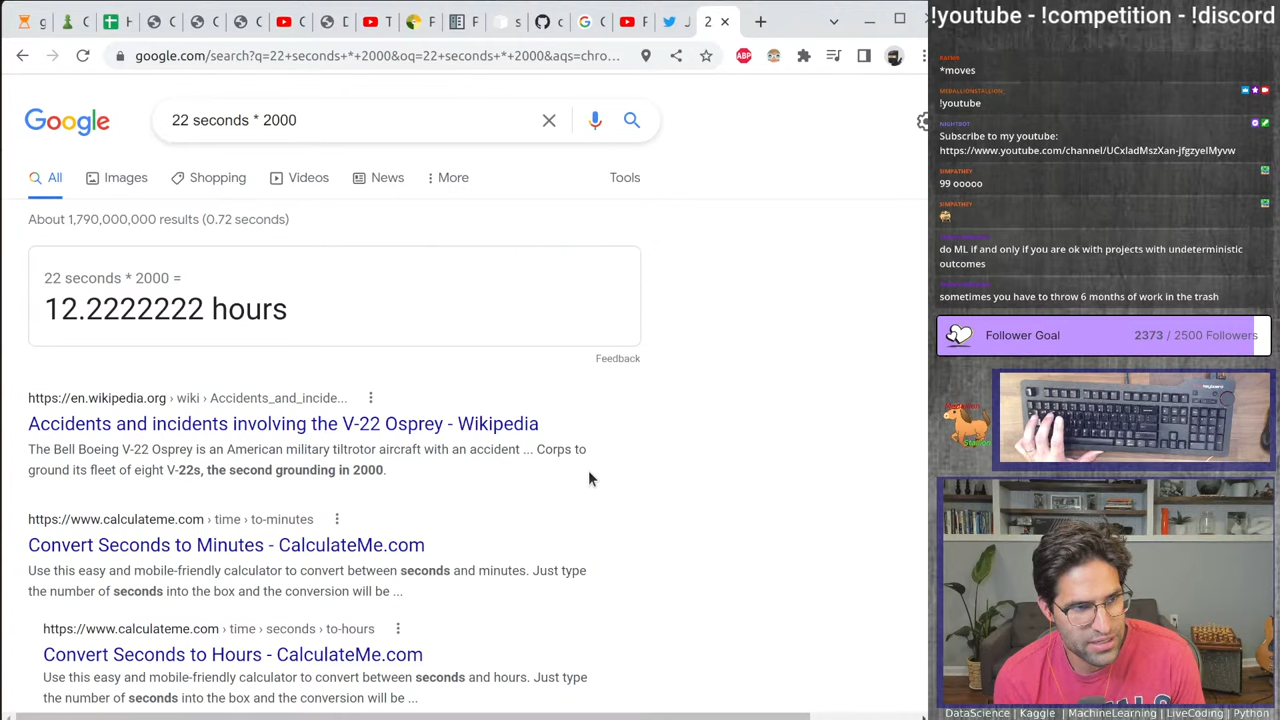 !youtube - !competition - !discord
google.com/search?q=22+seconds+*+2000&oq=22+seconds+*+2000&aqs=chro...
Google
22 seconds * 2000
All
Images
Shopping
Videos
News
More
Tools
About 1,790,000,000 results (0.72 seconds)
22 seconds * 2000 =
12.2222222 hours
Feedback
https://en.wikipedia.org › wiki › Accidents_and_incide...
Accidents and incidents involving the V-22 Osprey - Wikipedia
The Bell Boeing V-22 Osprey is an American military tiltrotor aircraft with an accident ... Corps to
ground its fleet of eight V-22s, the second grounding in 2000.
https://www.calculateme.com › time › to-minutes
Convert Seconds to Minutes - CalculateMe.com
Use this easy and mobile-friendly calculator to convert between seconds and minutes. Just type
the number of seconds into the box and the conversion will be ...
https://www.calculateme.com › time › seconds › to-hours
Convert Seconds to Hours - CalculateMe.com
Use this easy and mobile-friendly calculator to convert between seconds and hours. Just type
the number of seconds into the box and the conversion will be ...
*moves
MEDALLIONSTALLION_
!youtube
NIGHTBOT
Subscribe to my youtube:
https://www.youtube.com/channel/UCxladMszXan-jfgzyeIMyvw
SIMPATHEY
99 ooooo
SIMPATHEY
do ML if and only if you are ok with projects with undeterministic
outcomes
sometimes you have to throw 6 months of work in the trash
Follower Goal
2373 / 2500 Followers
Medallion
Stallion
DataScience | Kaggle | MachineLearning | LiveCoding | Python